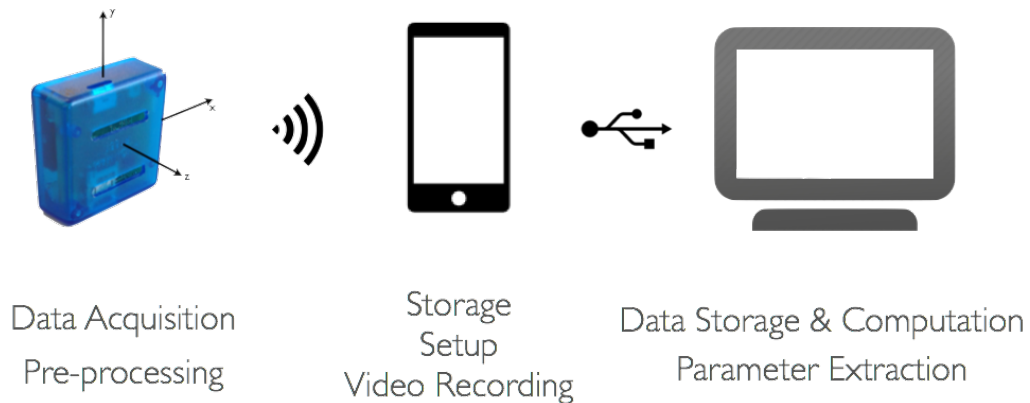 y
x
z
Data Acquisition
Pre-processing
Storage
Setup
Video Recording
Data Storage & Computation
Parameter Extraction